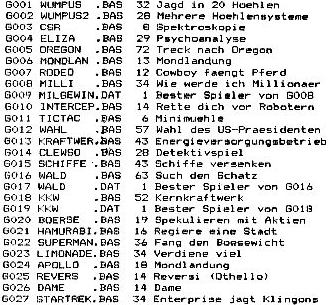 G001 WUMPUS .BAS 32 Jagd in 20 Hoehlen
G002 WUMPUS2 .BAS 28 Mehrere Hoehlensysteme
G003 CSR .BAS 8 Spektroskopie
G004 ELIZA .BAS 27 Psychoanalyse
G005 OREGON .BAS 72 Treck nach Oregon
G006 MONDLAN .BAS 13 Mondlandung
G007 RODEO .BAS 12 Cowboy faengt Pferd
G008 MILLI .BAS 34 Wie werde ich Millionaer
G009 MILGEWIN.DAT 1 Bester Spieler von G008
G010 INTERCEP.BAS 14 Rette dich vor Robotern
G011 TICTAC .BAS 6 Minimuehle
G012 WAHL .BAS 57 Wahl des US-Praesidenten
G013 KRAFTWER.BAS 43 Energieversorgungsbetrieb
G014 CLEWSO .BAS 28 Detektivspiel
G015 SCHIFFE .BAS 43 Schiffe versenken
G016 WALD .BAS 63 Such den Schatz
G017 WALD .DAT 1 Bester Spieler von G016
G018 KKW .BAS 52 Kernkraftwerk
G019 KKW .DAT 1 Bester Spieler von G018
G020 BOERSE .BAS 19 Spekulieren mit Aktien
G021 HAMURABI.BAS 16 Regiere eine Stadt
G022 SUPERMAN.BAS 36 Fang den Boesewicht
G023 LIMONADE.BAS 34 Verdiene viel
G024 APOLLO .BAS 18 Mondlandung
G025 REVERS .BAS 14 Reversi (Othello)
G026 DAME .BAS 14 Dame
G027 STARTREK.BAS 34 Enterprise jagt Klingons